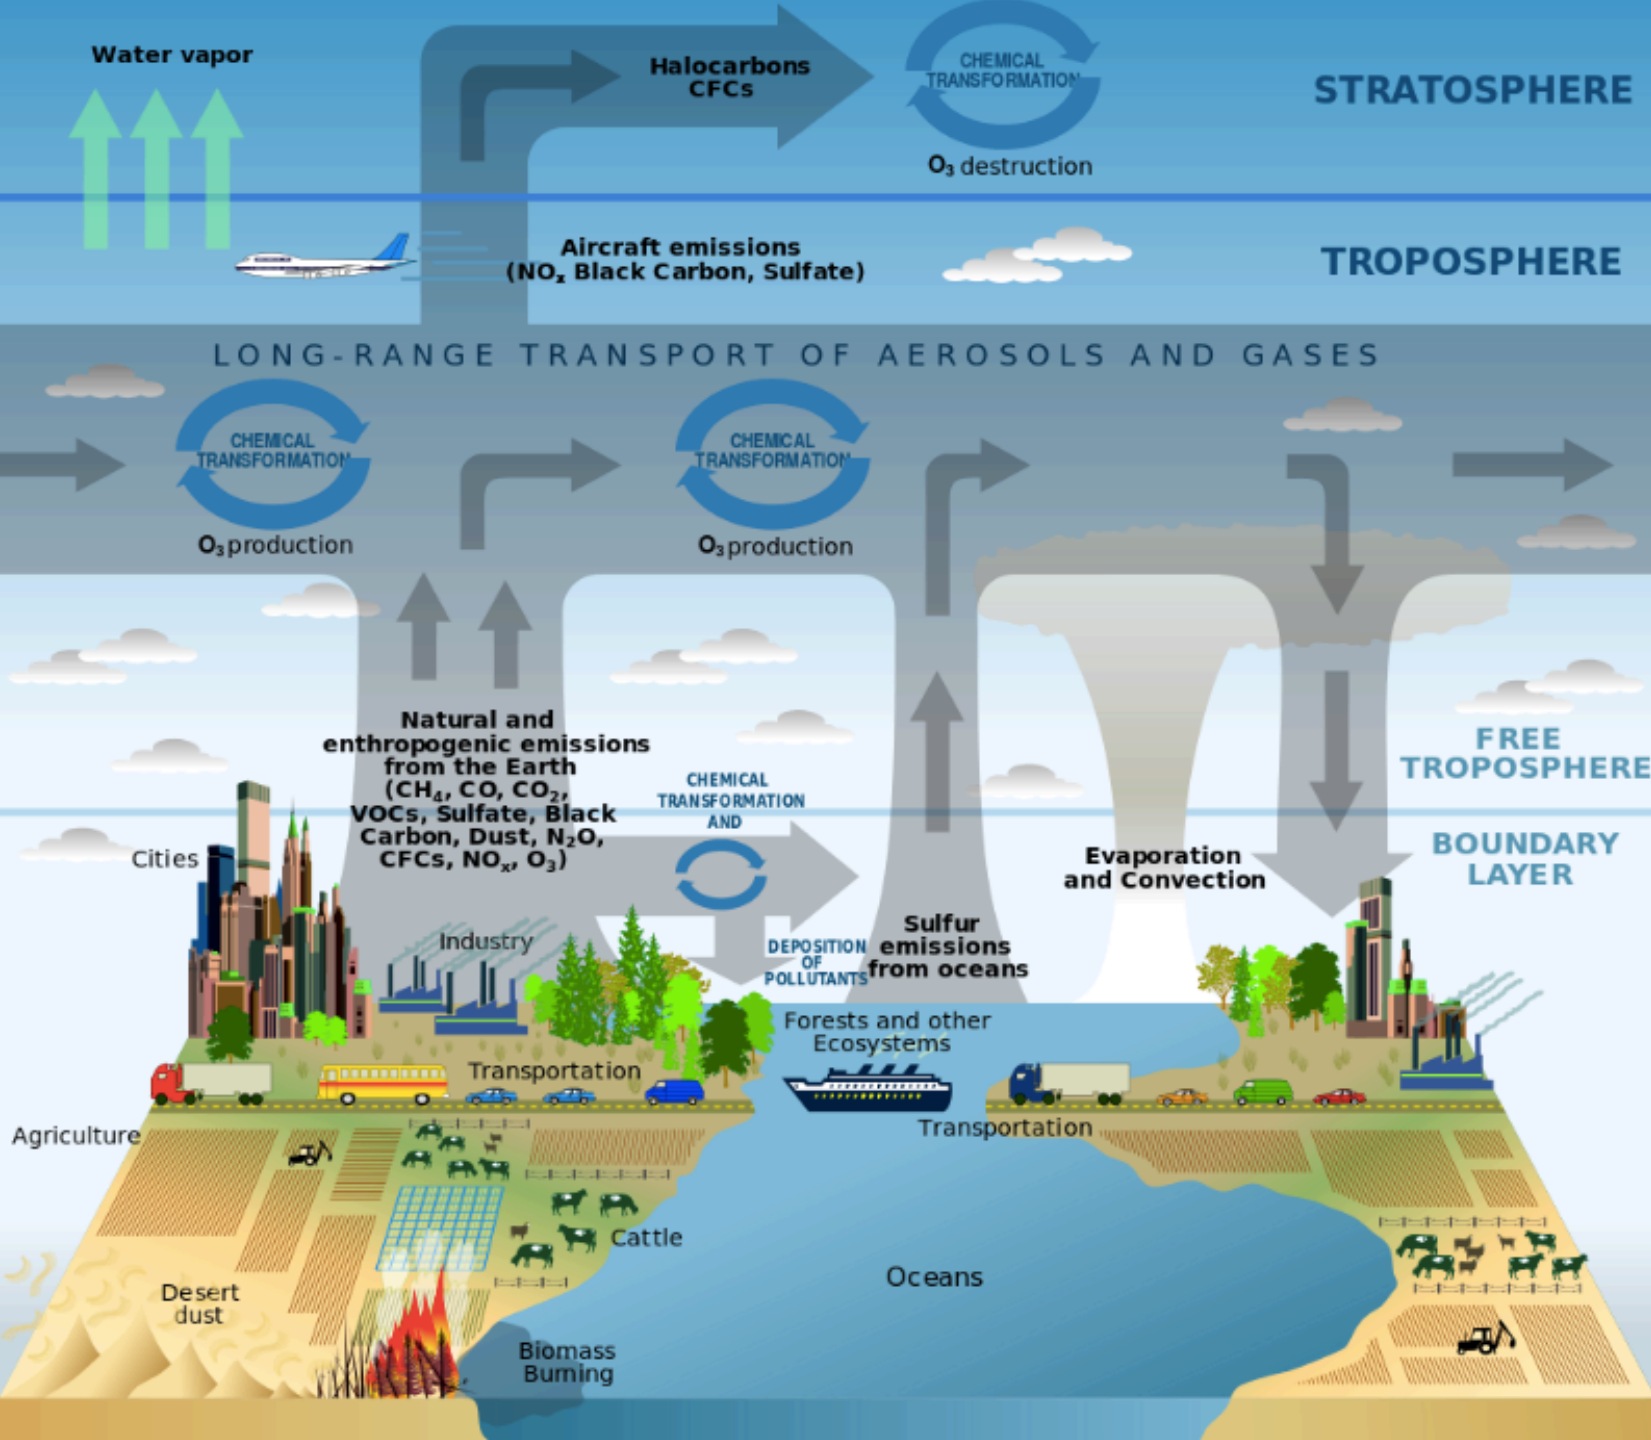 Water vapor
Halocarbons
CFCs
CHEMICAL
TRANSFORMATION
O₃ destruction
STRATOSPHERE
Aircraft emissions
(NOₓ Black Carbon, Sulfate)
TROPOSPHERE
LONG-RANGE TRANSPORT OF AEROSOLS AND GASES
CHEMICAL
TRANSFORMATION
O₃ production
CHEMICAL
TRANSFORMATION
O₃ production
Natural and
enthropogenic emissions
from the Earth
(CH₄, CO, CO₂,
VOCs, Sulfate, Black
Carbon, Dust, N₂O,
CFCs, NOₓ, O₃)
CHEMICAL
TRANSFORMATION
AND
DEPOSITION
OF
POLLUTANTS
FREE
TROPOSPHERE
BOUNDARY
LAYER
Cities
Evaporation
and Convection
Industry
Sulfur
emissions
from oceans
Forests and other
Ecosystems
Transportation
Transportation
Agriculture
Cattle
Oceans
Desert
dust
Biomass
Burning